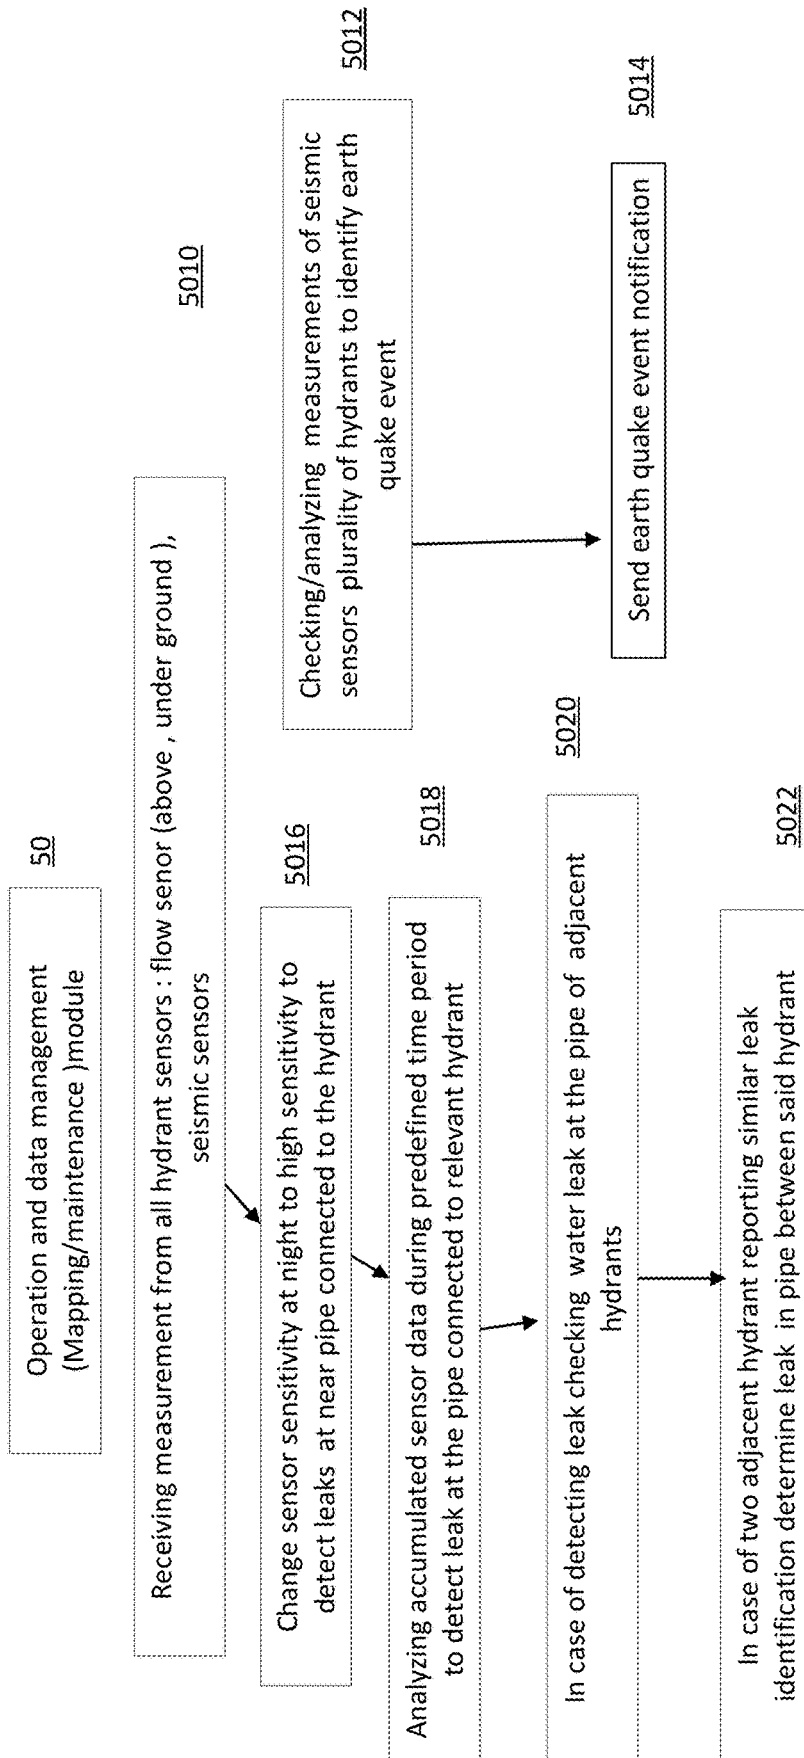 Operation and data management
(Mapping/maintenance )module
50
Receiving measurement from all hydrant sensors : flow senor (above , under ground ),
seismic sensors
5010
Change sensor sensitivity at night to high sensitivity to
detect leaks at near pipe connected to the hydrant
5016
Checking/analyzing measurements of seismic
sensors plurality of hydrants to identify earth
quake event
5012
Analyzing accumulated sensor data during predefined time period
to detect leak at the pipe connected to relevant hydrant
5018
In case of detecting leak checking water leak at the pipe of adjacent
hydrants
5020
Send earth quake event notification
5014
In case of two adjacent hydrant reporting similar leak
identification determine leak in pipe between said hydrant
5022